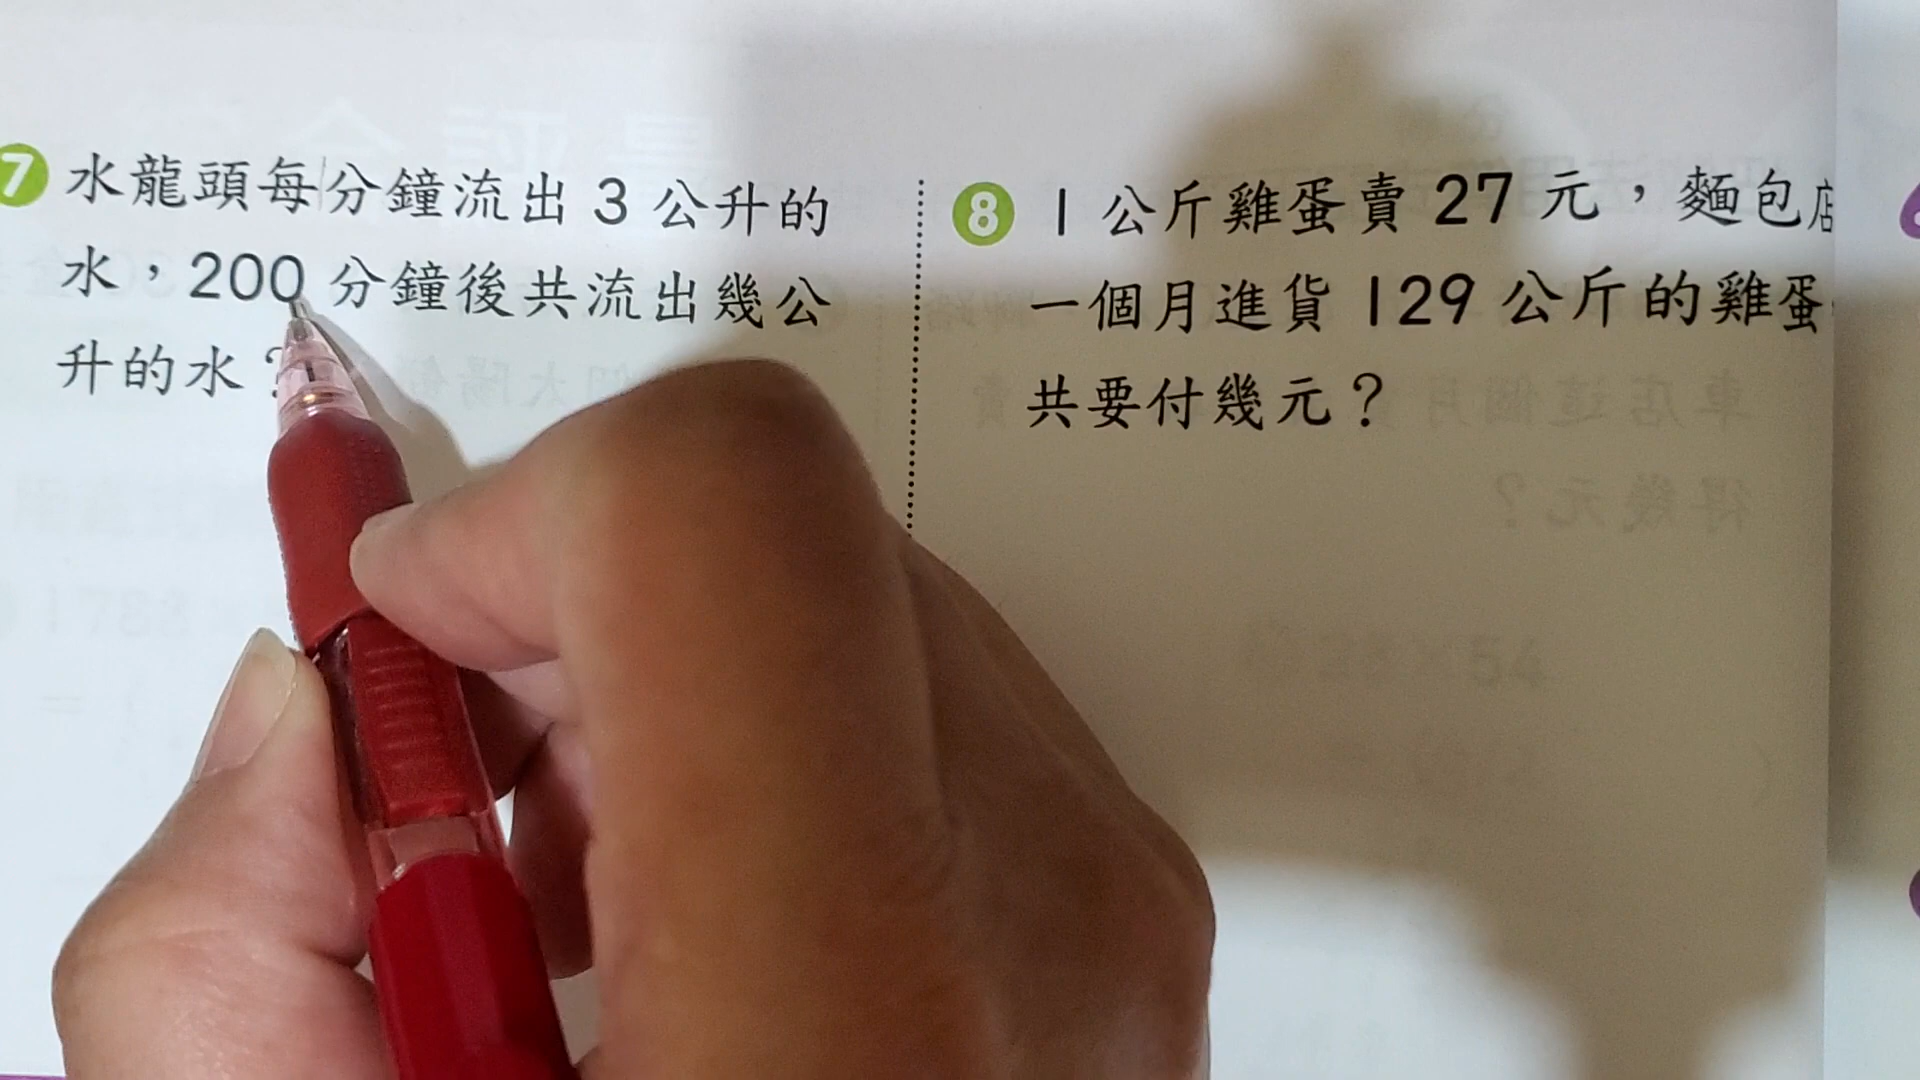 7 水龍頭每分鐘流出 3 公升的
水，200 分鐘後共流出幾公
升的水？
8 1 公斤雞蛋賣 27 元，麵包店
一個月進貨 129 公斤的雞蛋
共要付幾元？